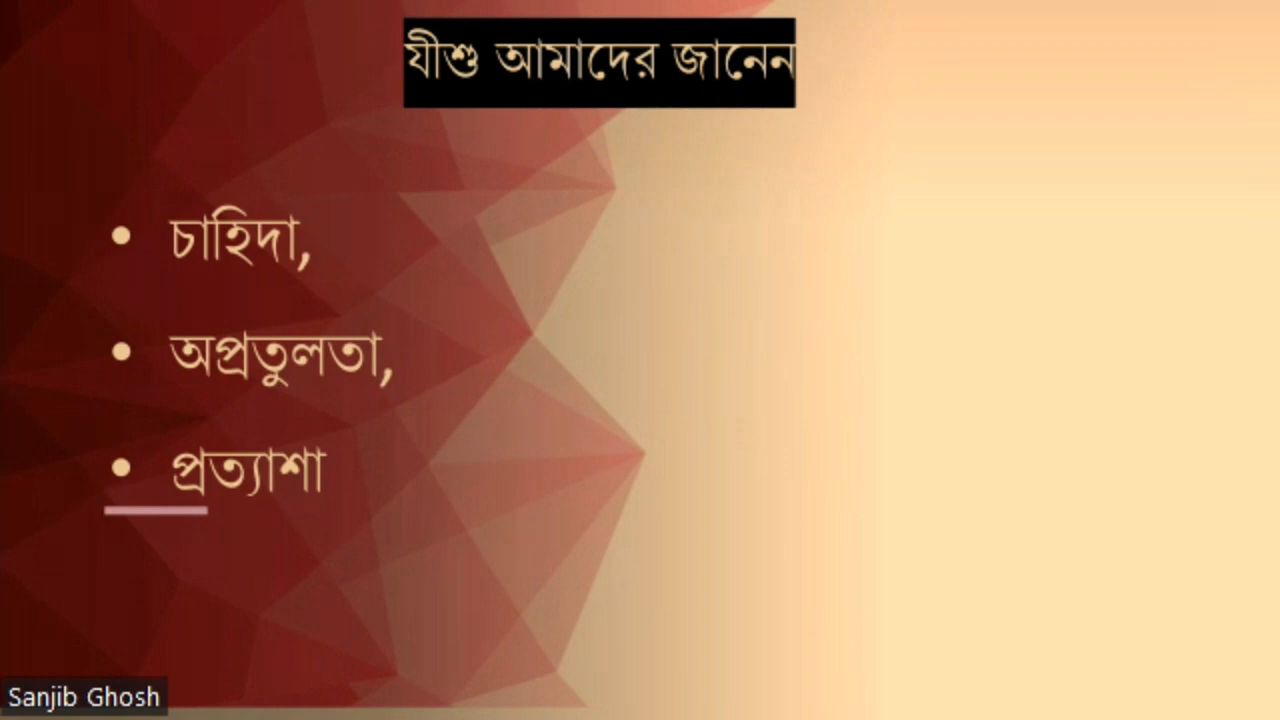 যীশু আমাদের জানেন
• চাহিদা,
• অপ্রতুলতা,
• প্রত্যাশা
Sanjib Ghosh